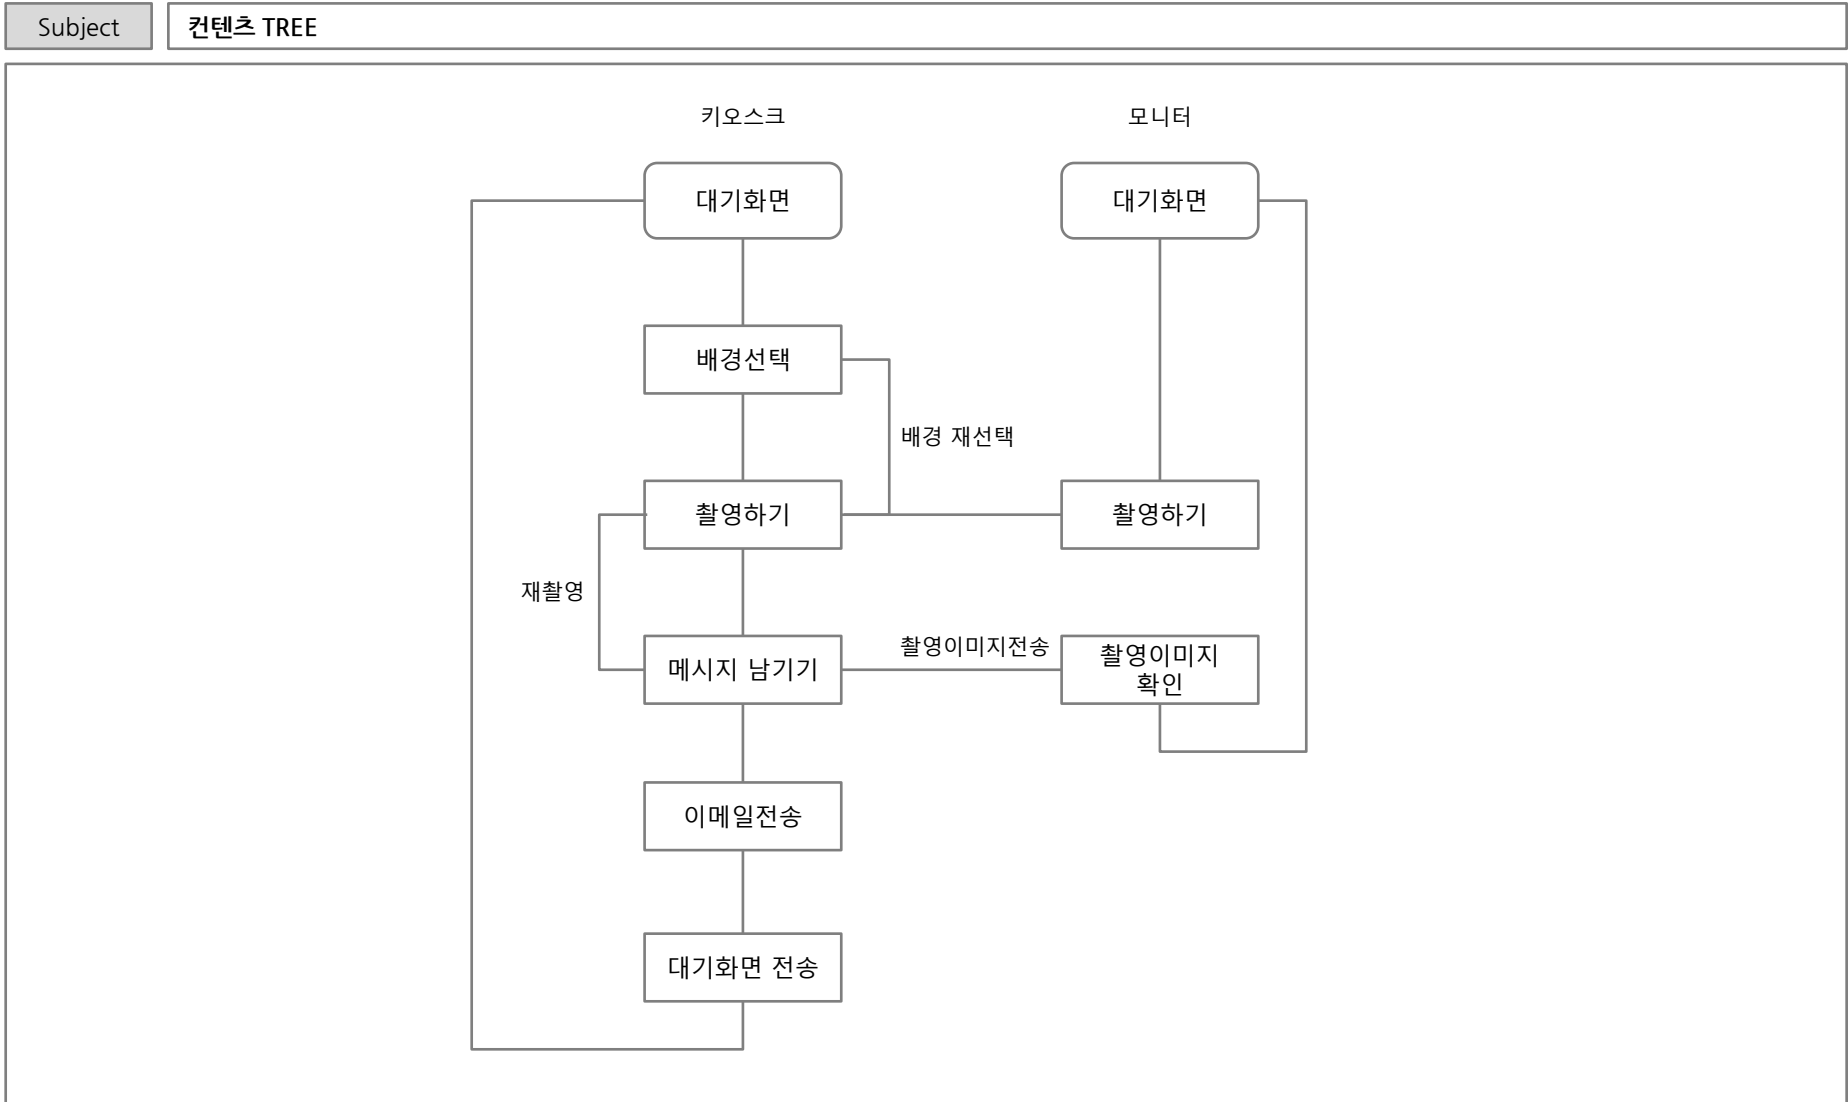 Subject
컨텐츠 TREE
키오스크
모니터
대기화면
대기화면
배경선택
배경 재선택
촬영하기
촬영하기
재촬영
촬영이미지전송
메시지 남기기
촬영이미지
확인
이메일전송
대기화면 전송